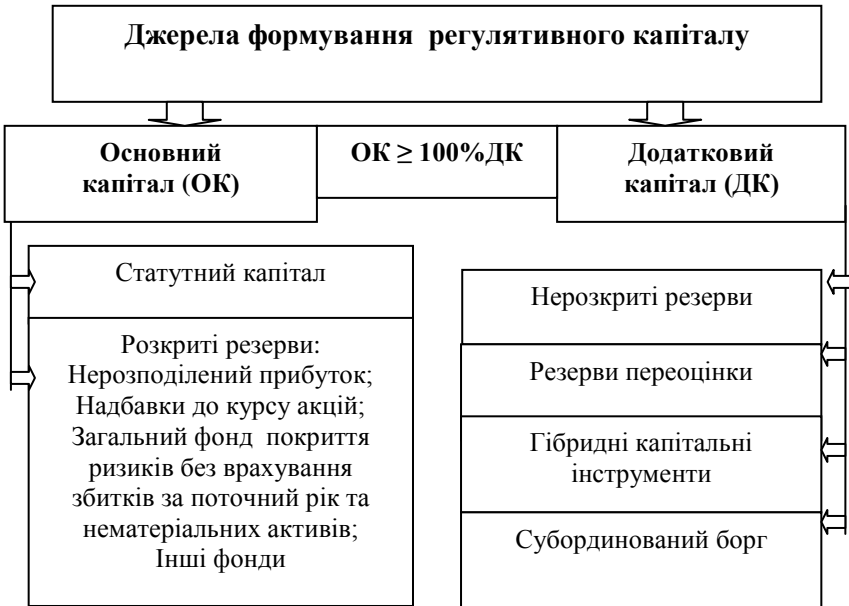 Джерела формування регулятивного капіталу
Основний
капітал (ОК)
ОК ≥ 100%ДК
Додатковий
капітал (ДК)
Статутний капітал
Розкриті резерви:
Нерозподілений прибуток;
Надбавки до курсу акцій;
Загальний фонд покриття
ризиків без врахування
збитків за поточний рік та
нематеріальних активів;
Інші фонди
Нерозкриті резерви
Резерви переоцінки
Гібридні капітальні
інструменти
Субординований борг